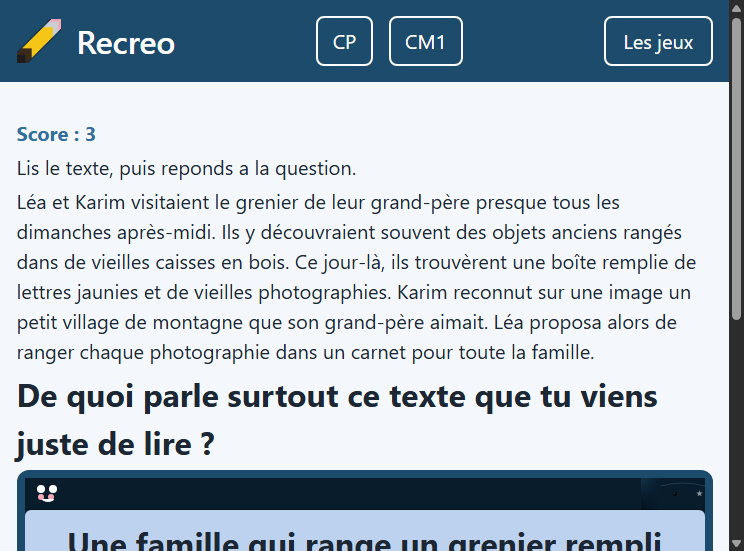 Recreo
CP
CM1
Les jeux
Score : 3
Lis le texte, puis reponds a la question.
Léa et Karim visitaient le grenier de leur grand-père presque tous les
dimanches après-midi. Ils y découvraient souvent des objets anciens rangés
dans de vieilles caisses en bois. Ce jour-là, ils trouvèrent une boîte remplie de
lettres jaunies et de vieilles photographies. Karim reconnut sur une image un
petit village de montagne que son grand-père aimait. Léa proposa alors de
ranger chaque photographie dans un carnet pour toute la famille.
De quoi parle surtout ce texte que tu viens
juste de lire ?
Une famille qui range un grenier rempli